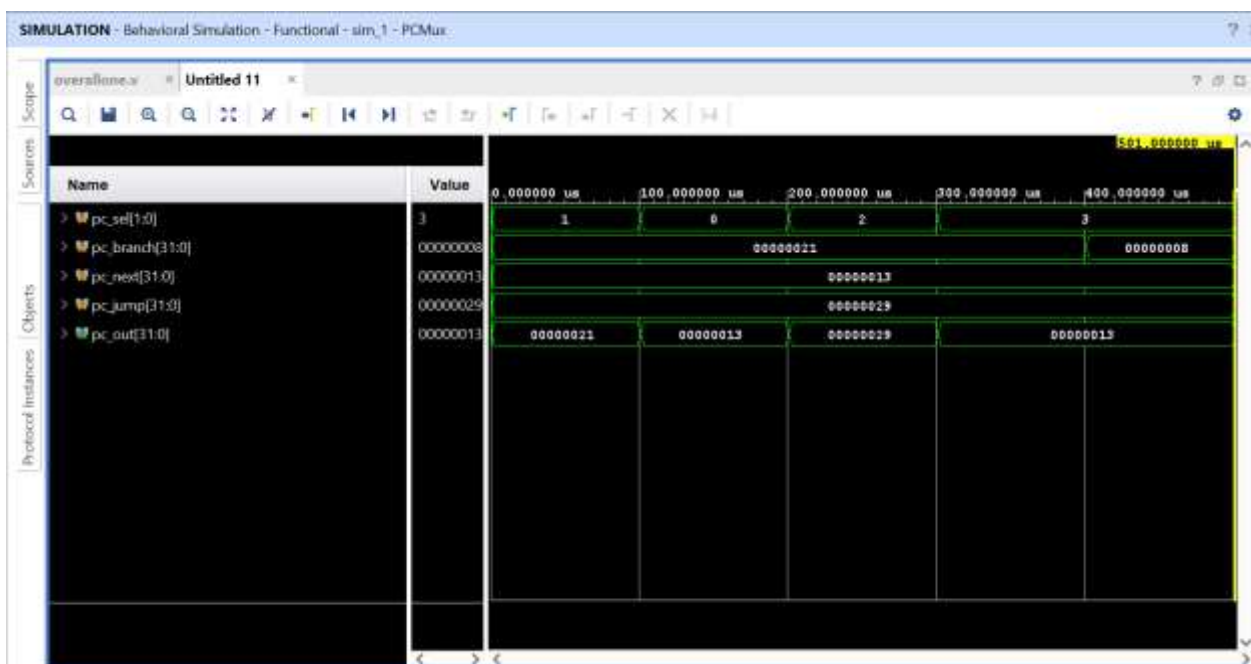 SIMULATION - Behavioral Simulation - Functional - sim_1 - PCMux ?
overallone.v × Untitled 11 × ?
Scope
Sources
Objects
Protocol Instances
501.000000 us
Name Value 0.000000 us 100.000000 us 200.000000 us 300.000000 us 400.000000 us
> pc_sel[1:0] 3 1 0 2 3
> pc_branch[31:0] 00000008 00000021 00000008
> pc_next[31:0] 00000013 00000013
> pc_jump[31:0] 00000029 00000029
> pc_out[31:0] 00000013 00000021 00000013 00000029 00000013